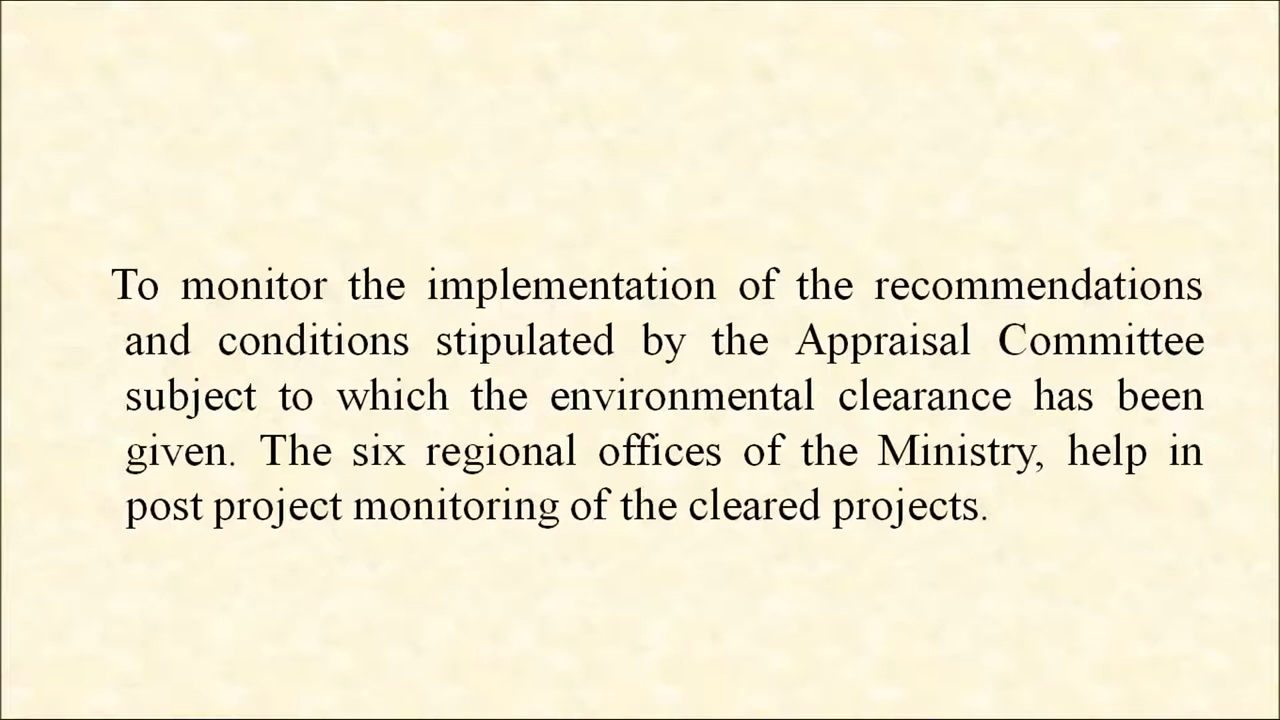 To monitor the implementation of the recommendations
and conditions stipulated by the Appraisal Committee
subject to which the environmental clearance has been
given. The six regional offices of the Ministry, help in
post project monitoring of the cleared projects.